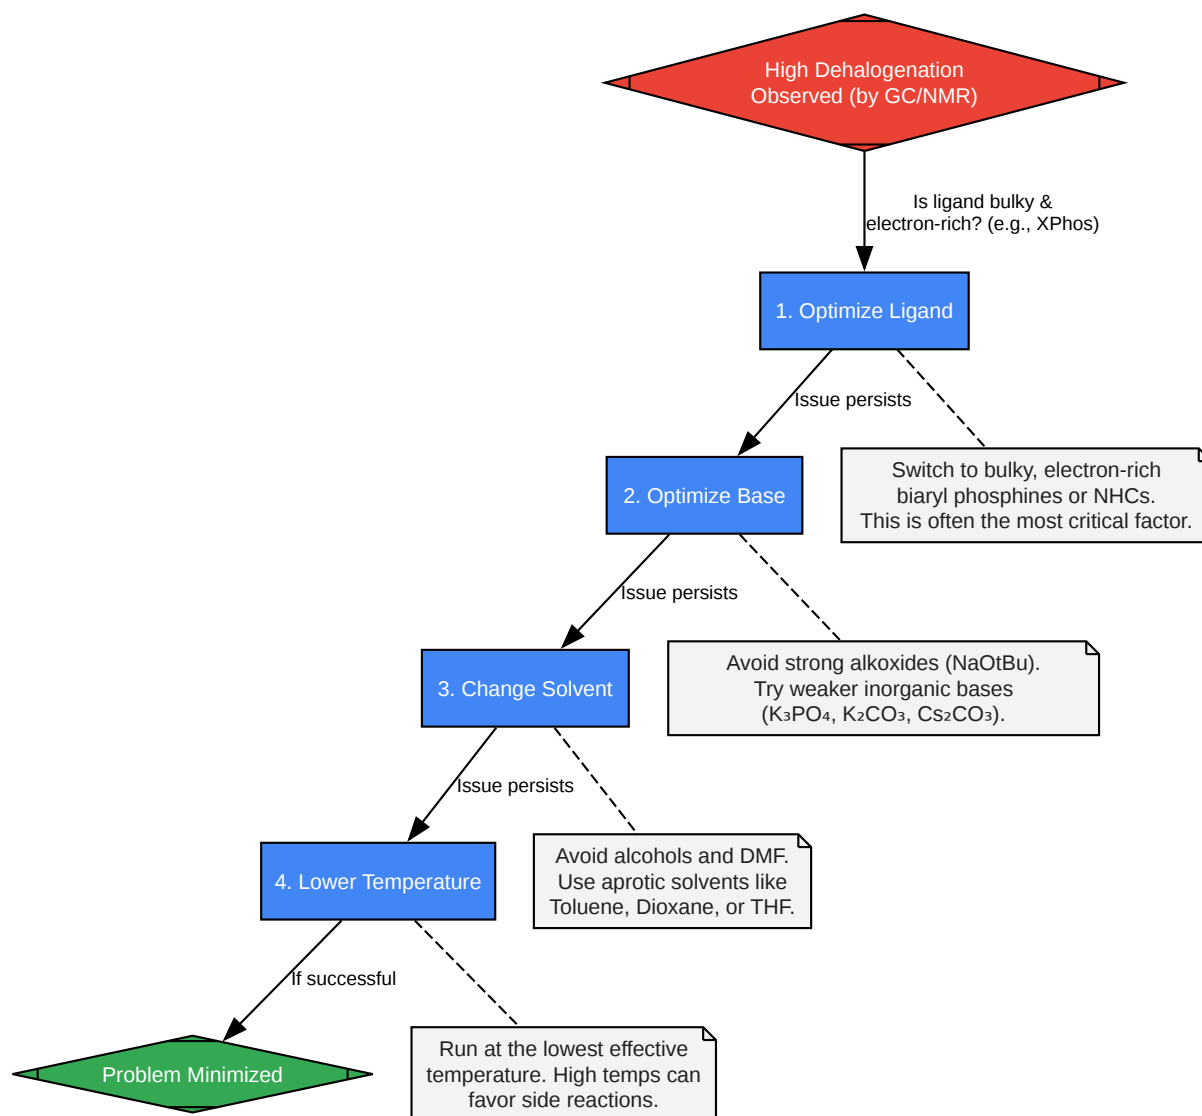 High Dehalogenation
Observed (by GC/NMR)
Is ligand bulky &
electron-rich? (e.g., XPhos)
1. Optimize Ligand
Issue persists
Switch to bulky, electron-rich
biaryl phosphines or NHCs.
This is often the most critical factor.
2. Optimize Base
Issue persists
Avoid strong alkoxides (NaOtBu).
Try weaker inorganic bases
(K₃PO₄, K₂CO₃, Cs₂CO₃).
3. Change Solvent
Issue persists
Avoid alcohols and DMF.
Use aprotic solvents like
Toluene, Dioxane, or THF.
4. Lower Temperature
If successful
Run at the lowest effective
temperature. High temps can
favor side reactions.
Problem Minimized